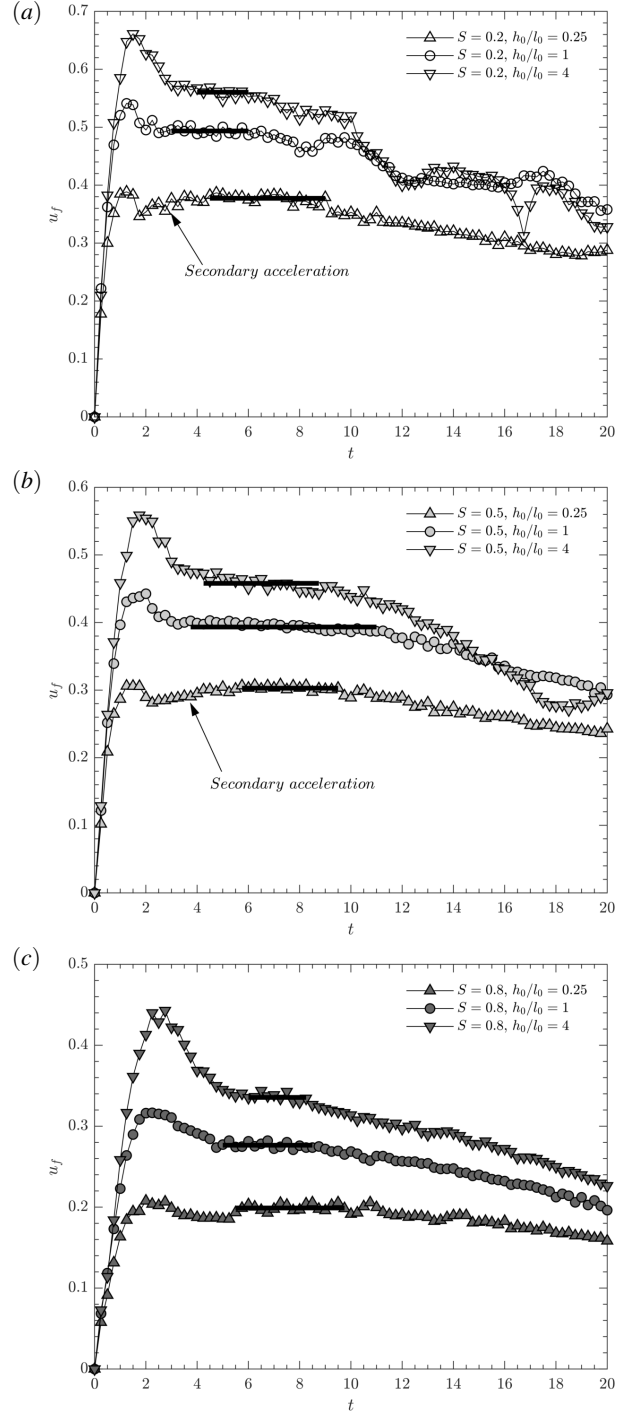 (a)
0.7
0.6
0.5
0.4
0.3
0.2
0.1
0
u_f
S = 0.2, h_0/l_0 = 0.25
S = 0.2, h_0/l_0 = 1
S = 0.2, h_0/l_0 = 4
Secondary acceleration
0 2 4 6 8 10 12 14 16 18 20
t
(b)
0.6
0.5
0.4
0.3
0.2
0.1
0
u_f
S = 0.5, h_0/l_0 = 0.25
S = 0.5, h_0/l_0 = 1
S = 0.5, h_0/l_0 = 4
Secondary acceleration
0 2 4 6 8 10 12 14 16 18 20
t
(c)
0.5
0.4
0.3
0.2
0.1
0
u_f
S = 0.8, h_0/l_0 = 0.25
S = 0.8, h_0/l_0 = 1
S = 0.8, h_0/l_0 = 4
0 2 4 6 8 10 12 14 16 18 20
t